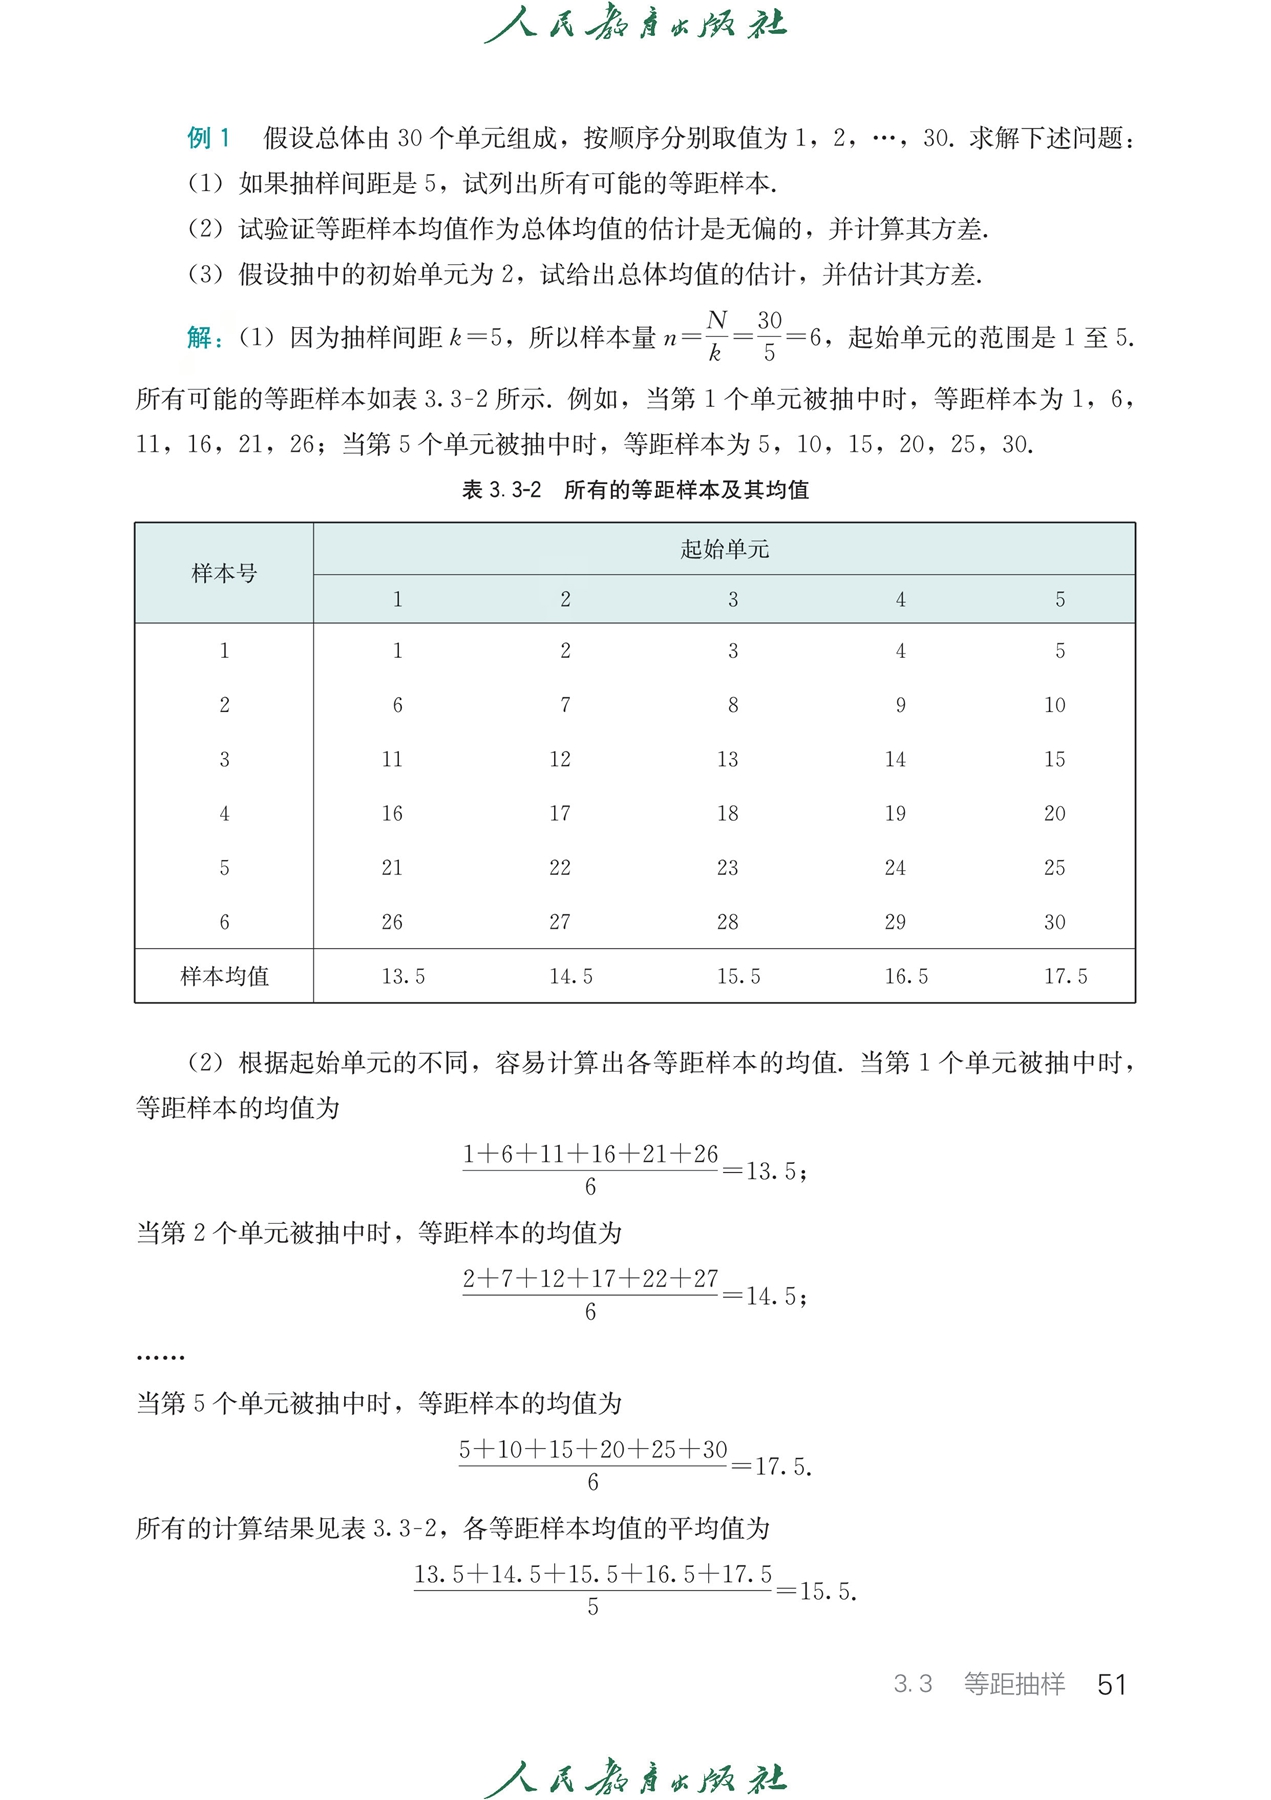 人民教育出版社
例1 假设总体由 30 个单元组成，按顺序分别取值为 1，2，…，30. 求解下述问题：
（1）如果抽样间距是 5，试列出所有可能的等距样本.
（2）试验证等距样本均值作为总体均值的估计是无偏的，并计算其方差.
（3）假设抽中的初始单元为 2，试给出总体均值的估计，并估计其方差.
解：（1）因为抽样间距 k=5，所以样本量 n=N/k=30/5=6，起始单元的范围是 1 至 5.
所有可能的等距样本如表 3.3-2 所示. 例如，当第 1 个单元被抽中时，等距样本为 1，6，
11，16，21，26；当第 5 个单元被抽中时，等距样本为 5，10，15，20，25，30.
表 3.3-2 所有的等距样本及其均值
样本号 起始单元
1 2 3 4 5
1 1 2 3 4 5
2 6 7 8 9 10
3 11 12 13 14 15
4 16 17 18 19 20
5 21 22 23 24 25
6 26 27 28 29 30
样本均值 13.5 14.5 15.5 16.5 17.5
（2）根据起始单元的不同，容易计算出各等距样本的均值. 当第 1 个单元被抽中时，
等距样本的均值为
(1+6+11+16+21+26)/6=13.5；
当第 2 个单元被抽中时，等距样本的均值为
(2+7+12+17+22+27)/6=14.5；
……
当第 5 个单元被抽中时，等距样本的均值为
(5+10+15+20+25+30)/6=17.5.
所有的计算结果见表 3.3-2，各等距样本均值的平均值为
(13.5+14.5+15.5+16.5+17.5)/5=15.5.
3.3 等距抽样 51
人民教育出版社